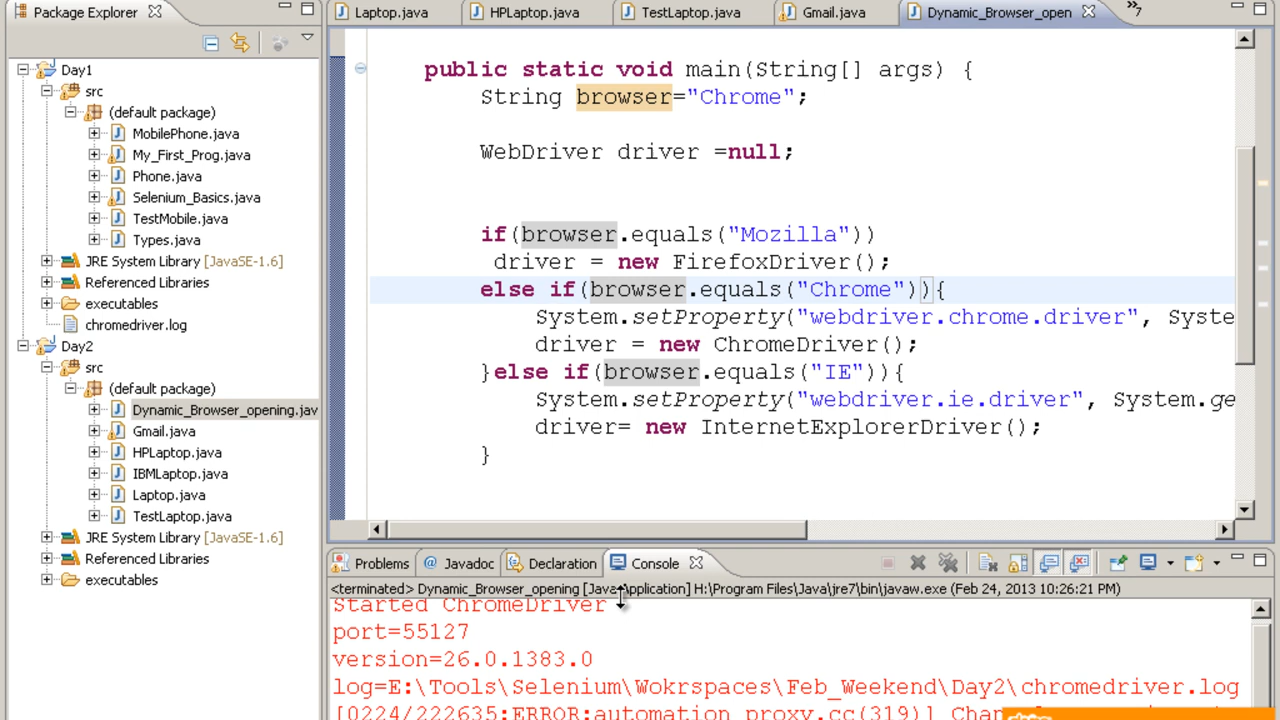 Package Explorer
Day1
src
(default package)
MobilePhone.java
My_First_Prog.java
Phone.java
Selenium_Basics.java
TestMobile.java
Types.java
JRE System Library [JavaSE-1.6]
Referenced Libraries
executables
chromedriver.log
Day2
src
(default package)
Dynamic_Browser_opening.jav
Gmail.java
HPLaptop.java
IBMLaptop.java
Laptop.java
TestLaptop.java
JRE System Library [JavaSE-1.6]
Referenced Libraries
executables
Laptop.java HPLaptop.java TestLaptop.java Gmail.java Dynamic_Browser_open »7
public static void main(String[] args) {
String browser="Chrome";
WebDriver driver =null;
if(browser.equals("Mozilla"))
driver = new FirefoxDriver();
else if(browser.equals("Chrome")){
System.setProperty("webdriver.chrome.driver", Syste
driver = new ChromeDriver();
}else if(browser.equals("IE")){
System.setProperty("webdriver.ie.driver", System.ge
driver= new InternetExplorerDriver();
}
Problems @ Javadoc Declaration Console
<terminated> Dynamic_Browser_opening [Java Application] H:\Program Files\Java\jre7\bin\javaw.exe (Feb 24, 2013 10:26:21 PM)
Started ChromeDriver
port=55127
version=26.0.1383.0
log=E:\Tools\Selenium\Wokrspaces\Feb_Weekend\Day2\chromedriver.log
[0224/222635:ERROR:automation_proxy.cc(319)]